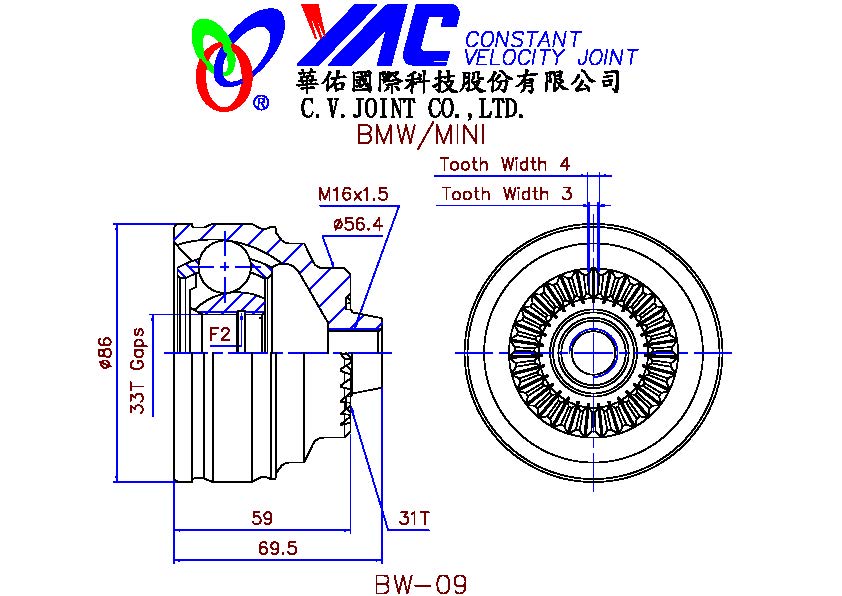 YAC CONSTANT
VELOCITY JOINT
®
華佑國際科技股份有限公司
C.V.JOINT CO.,LTD.
BMW/MINI
Tooth Width 4
Tooth Width 3
M16x1.5
ø56.4
ø86
33T Gaps
F2
59
31T
69.5
BW-09